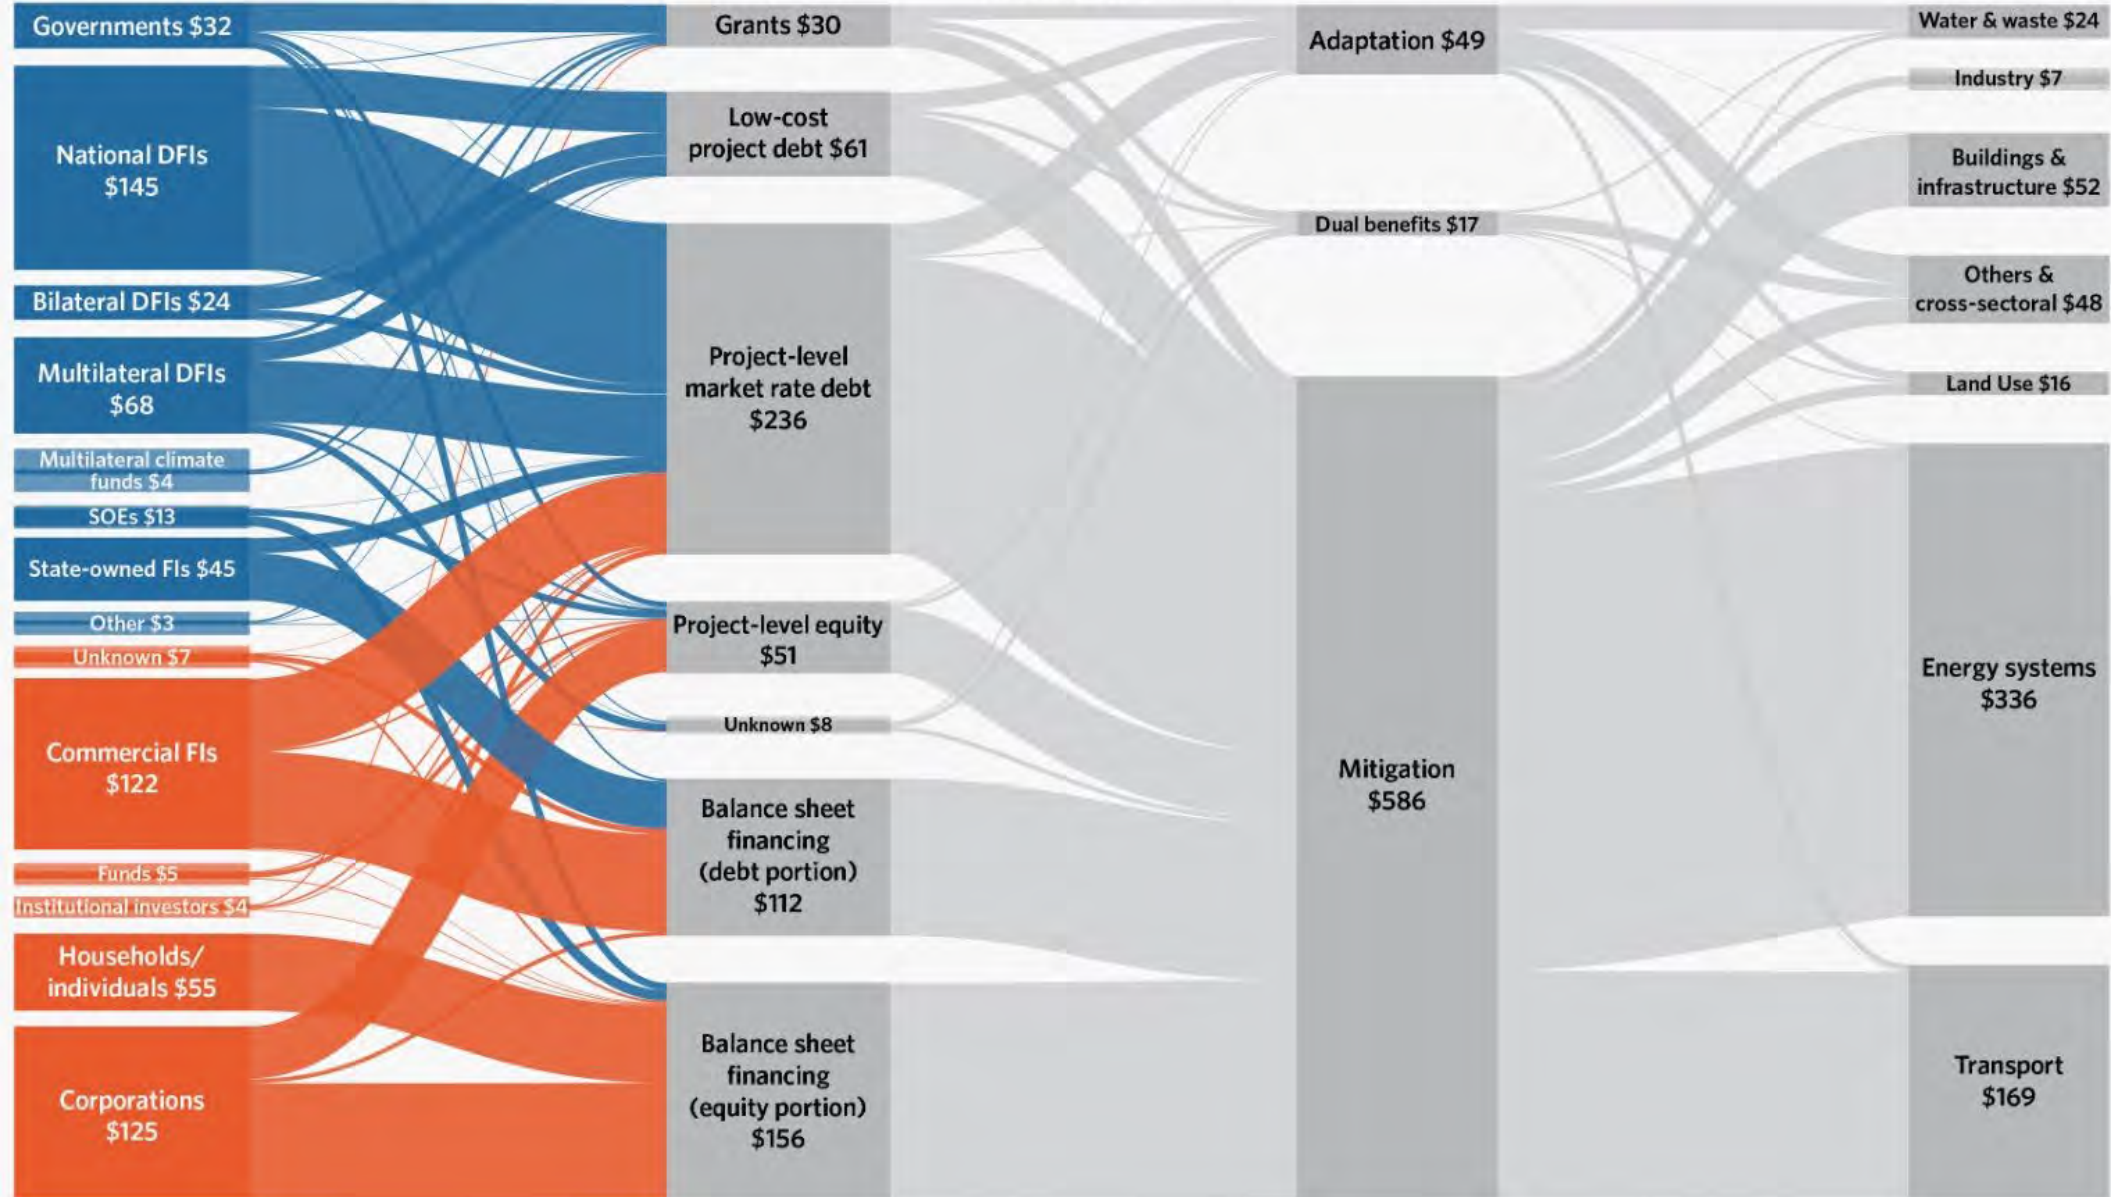 Governments $32
National DFIs
$145
Bilateral DFIs $24
Multilateral DFIs
$68
Multilateral climate
funds $4
SOEs $13
State-owned FIs $45
Other $3
Unknown $7
Commercial FIs
$122
Funds $5
Institutional investors $4
Households/
individuals $55
Corporations
$125
Grants $30
Low-cost
project debt $61
Project-level
market rate debt
$236
Project-level equity
$51
Unknown $8
Balance sheet
financing
(debt portion)
$112
Balance sheet
financing
(equity portion)
$156
Adaptation $49
Dual benefits $17
Mitigation
$586
Water & waste $24
Industry $7
Buildings &
infrastructure $52
Others &
cross-sectoral $48
Land Use $16
Energy systems
$336
Transport
$169